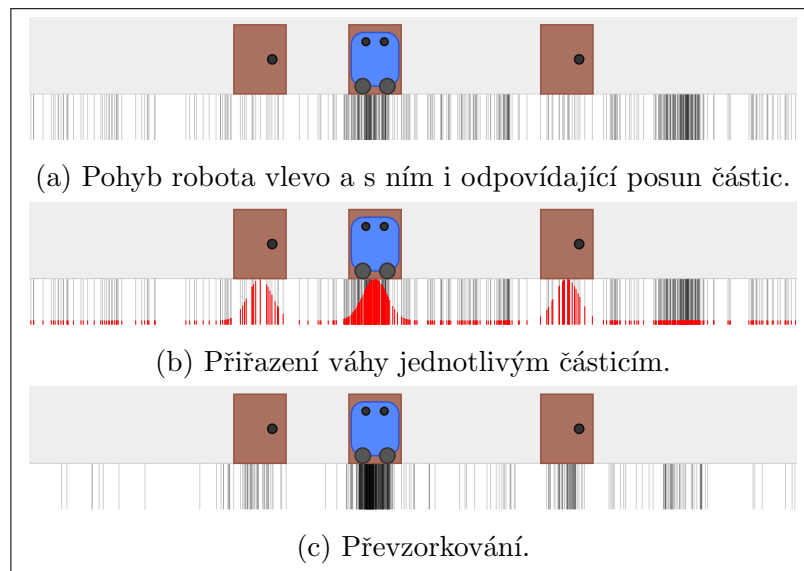 (a) Pohyb robota vlevo a s ním i odpovídající posun částic.
(b) Přiřazení váhy jednotlivým částicím.
(c) Převzorkování.